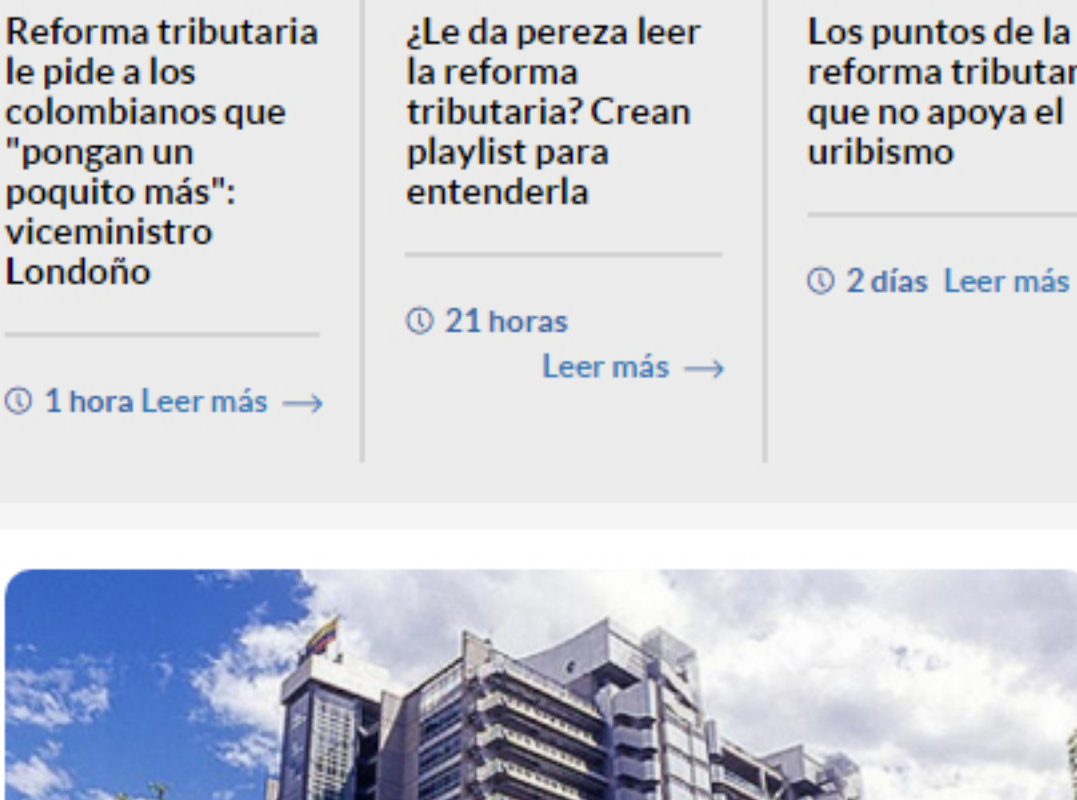 Reforma tributaria
le pide a los
colombianos que
"pongan un
poquito más":
viceministro
Londoño
1 hora Leer más
¿Le da pereza leer
la reforma
tributaria? Crean
playlist para
entenderla
21 horas
Leer más
Los puntos de la
reforma tributar
que no apoya el
uribismo
2 días Leer más